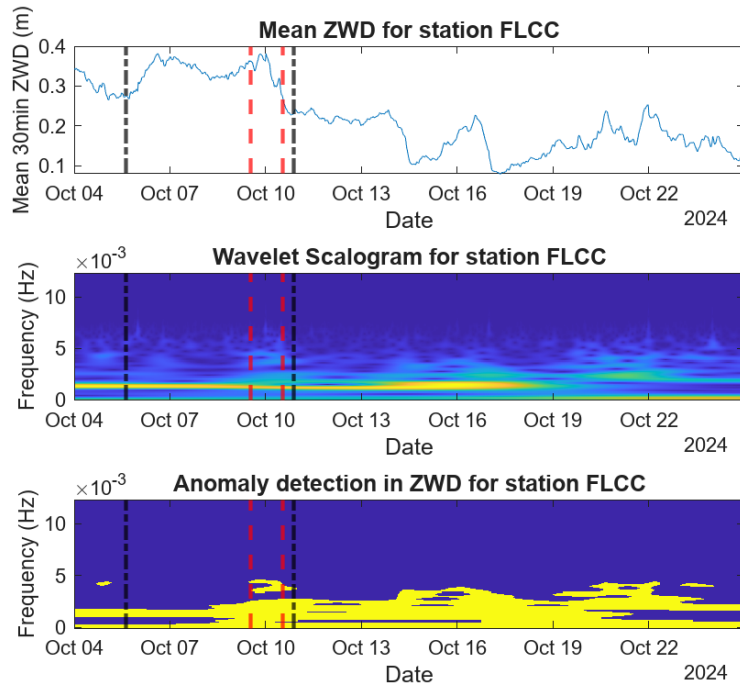 Mean ZWD for station FLCC
Mean 30min ZWD (m)
0.4
0.3
0.2
0.1
Oct 04 Oct 07 Oct 10 Oct 13 Oct 16 Oct 19 Oct 22
Date
2024
Wavelet Scalogram for station FLCC
×10⁻³
Frequency (Hz)
10
5
0
Oct 04 Oct 07 Oct 10 Oct 13 Oct 16 Oct 19 Oct 22
Date
2024
Anomaly detection in ZWD for station FLCC
×10⁻³
Frequency (Hz)
10
5
0
Oct 04 Oct 07 Oct 10 Oct 13 Oct 16 Oct 19 Oct 22
Date
2024